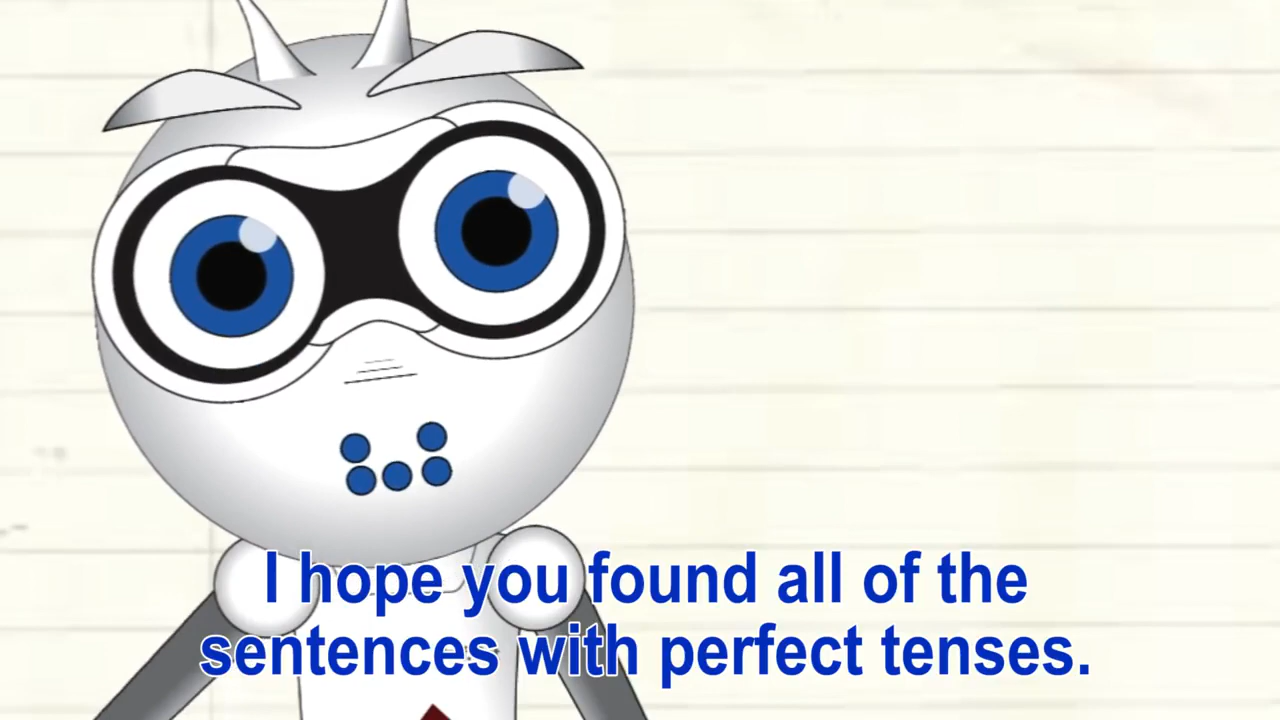 I hope you found all of the
sentences with perfect tenses.